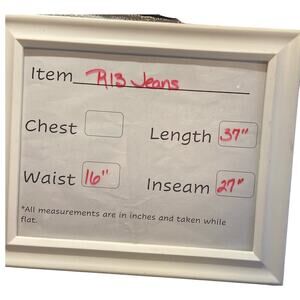 Item R13 Jeans
Chest Length 37"
Waist 16" Inseam 27"
*All measurements are in inches and taken while
flat.